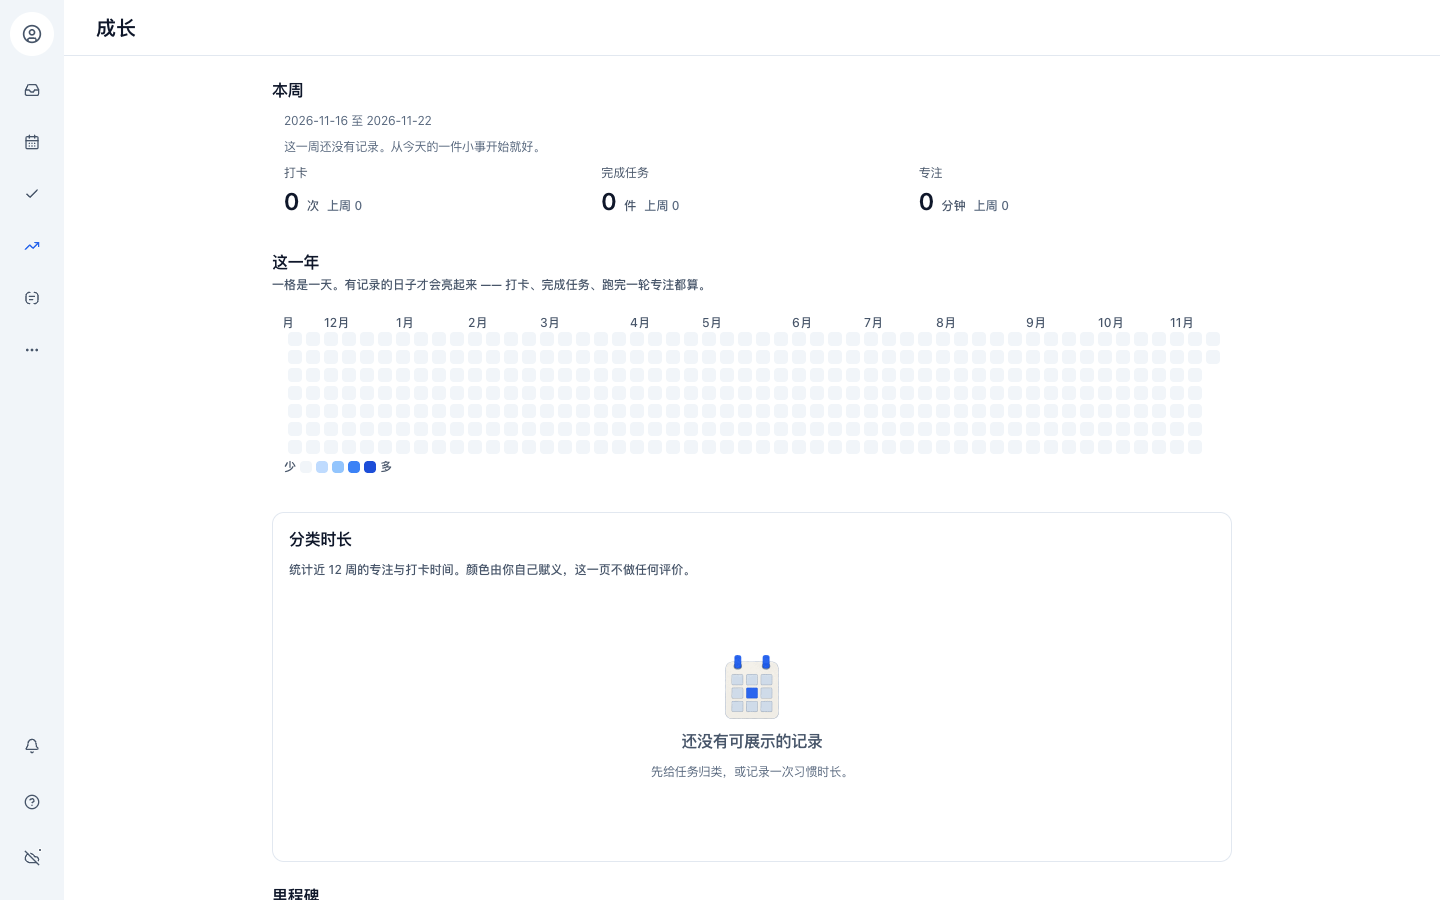 成长
本周
2026-11-16 至 2026-11-22
这一周还没有记录。从今天的一件小事开始就好。
打卡 完成任务 专注
0 次 上周 0 0 件 上周 0 0 分钟 上周 0
这一年
一格是一天。有记录的日子才会亮起来 —— 打卡、完成任务、跑完一轮专注都算。
月 12月 1月 2月 3月 4月 5月 6月 7月 8月 9月 10月 11月
少 多
分类时长
统计近 12 周的专注与打卡时间。颜色由你自己赋义，这一页不做任何评价。
还没有可展示的记录
先给任务归类，或记录一次习惯时长。
里程碑